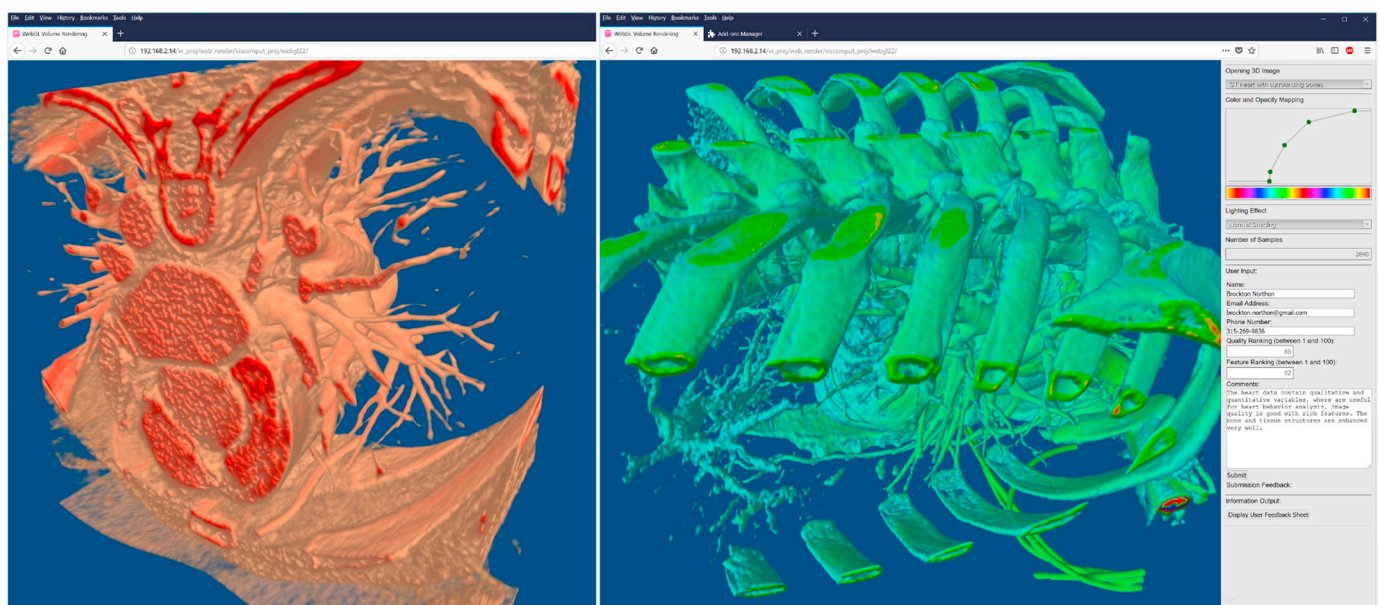 File Edit View History Bookmarks Tools Help
WebGL Volume Rendering × +
192.168.2.14/vr_proj/web_render/viscomput_proj/webgl22/
File Edit View History Bookmarks Tools Help
WebGL Volume Rendering × Add-ons Manager × +
192.168.2.14/vr_proj/web_render/viscomput_proj/webgl22/
Opening 3D Image
CT heart with surrounding bones
Color and Opacity Mapping
Lighting Effect
Normal Shading
Number of Samples
2840
User Input:
Name:
Brockton Northon
Email Address:
brockton.northon@gmail.com
Phone Number:
315-269-9836
Quality Ranking (between 1 and 100):
Feature Ranking (between 1 and 100):
92
Comments:
The heart data contain qualitative and
quantitative variables, where are useful
for heart behavior analysis. Image
quality is good with rich features. The
bone and tissue structures are enhanced
very well.
Submit
Submission Feedback:
Information Output:
Display User Feedback Sheet